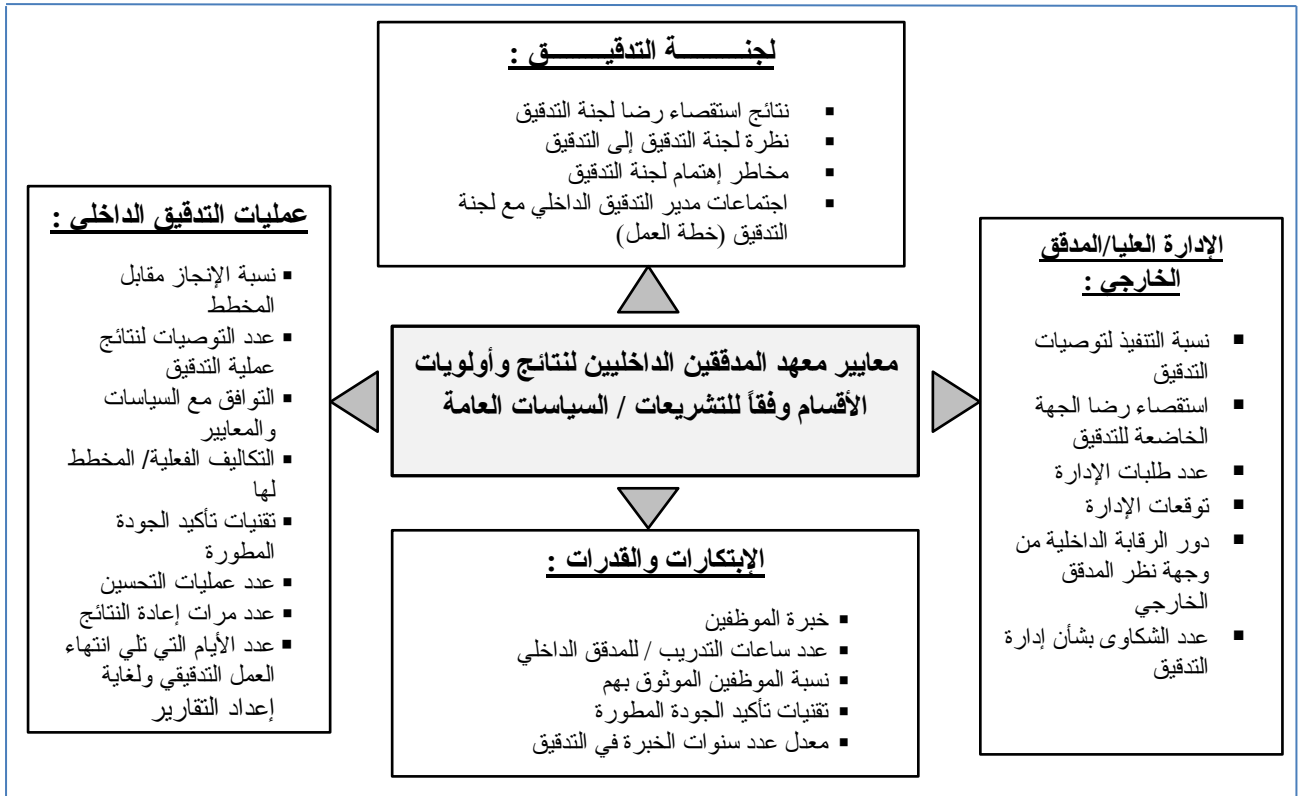 لجنـــــــــة التدقيـــــــق :
▪ نتائج استقصاء رضا لجنة التدقيق
▪ نظرة لجنة التدقيق إلى التدقيق
▪ مخاطر إهتمام لجنة التدقيق
▪ اجتماعات مدير التدقيق الداخلي مع لجنة
التدقيق (خطة العمل)
الإدارة العليا/المدقق
الخارجي :
▪ نسبة التنفيذ لتوصيات
التدقيق
▪ استقصاء رضا الجهة
الخاضعة للتدقيق
▪ عدد طلبات الإدارة
▪ توقعات الإدارة
▪ دور الرقابة الداخلية من
وجهة نظر المدقق
الخارجي
▪ عدد الشكاوى بشأن إدارة
التدقيق
معايير معهد المدققين الداخليين لنتائج وأولويات
الأقسام وفقاً للتشريعات / السياسات العامة
عمليات التدقيق الداخلي :
▪ نسبة الإنجاز مقابل
المخطط
▪ عدد التوصيات لنتائج
عملية التدقيق
▪ التوافق مع السياسات
والمعايير
▪ التكاليف الفعلية/ المخطط
لها
▪ تقنيات تأكيد الجودة
المطورة
▪ عدد عمليات التحسين
▪ عدد مرات إعادة النتائج
▪ عدد الأيام التي تلي انتهاء
العمل التدقيقي ولغاية
إعداد التقارير
الإبتكارات والقدرات :
▪ خبرة الموظفين
▪ عدد ساعات التدريب / للمدقق الداخلي
▪ نسبة الموظفين الموثوق بهم
▪ تقنيات تأكيد الجودة المطورة
▪ معدل عدد سنوات الخبرة في التدقيق